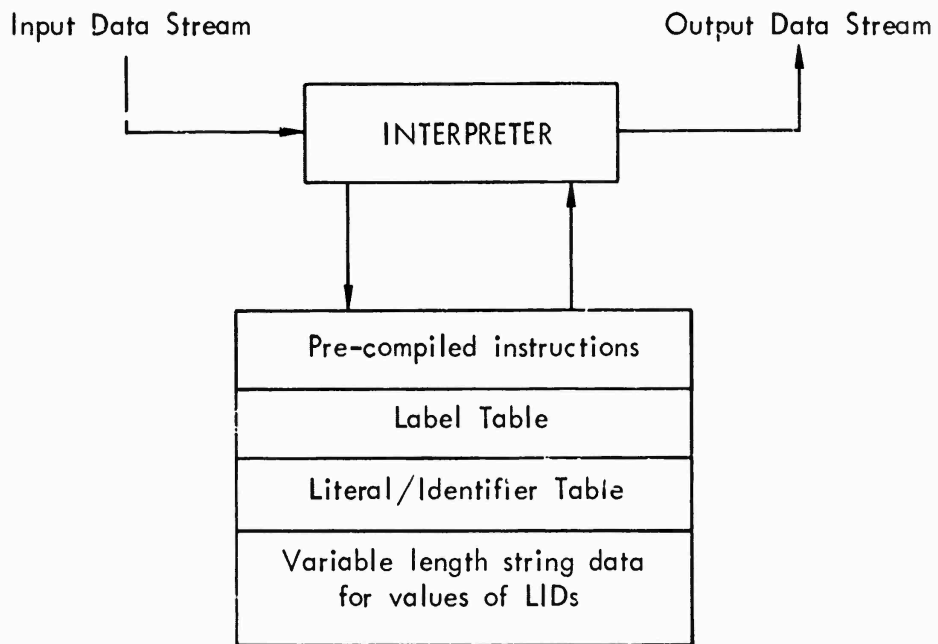 Input Data Stream
Output Data Stream
INTERPRETER
Pre-compiled instructions
Label Table
Literal/Identifier Table
Variable length string data
for values of LIDs